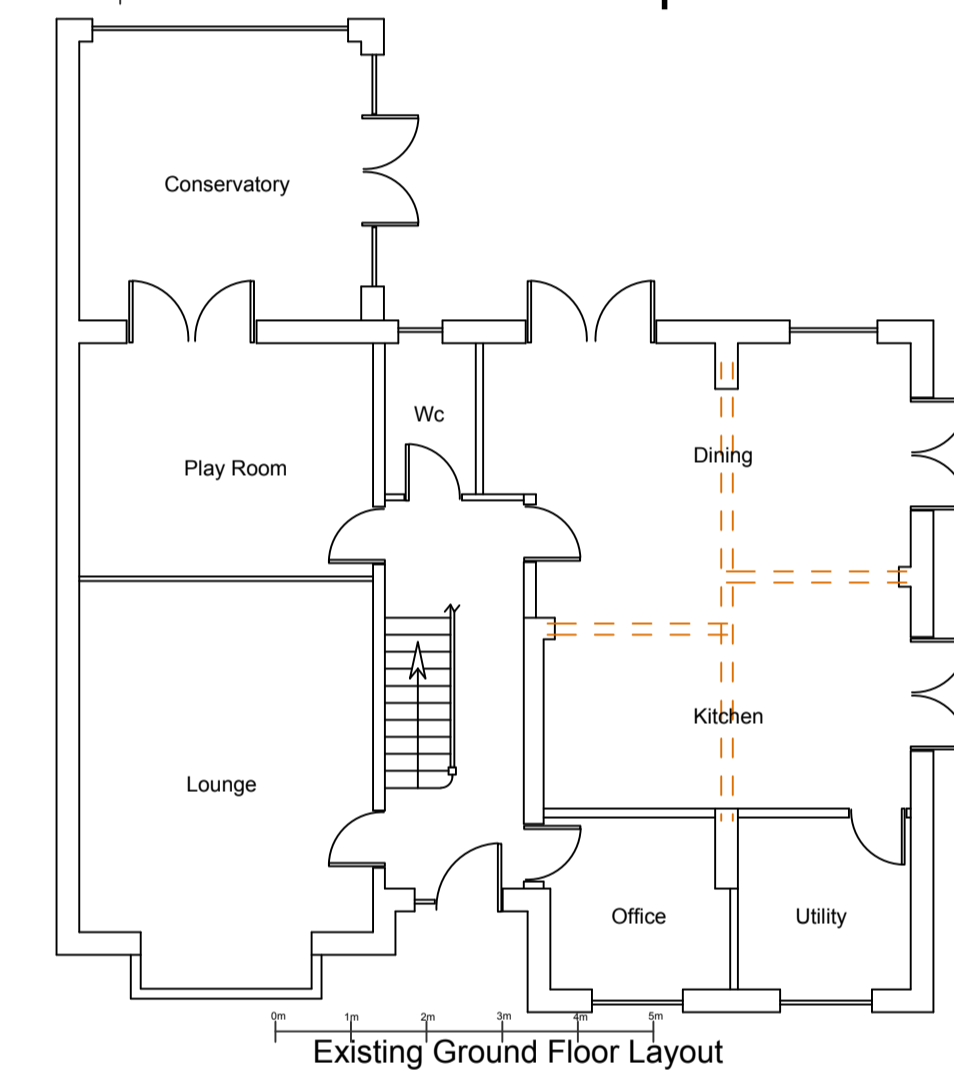 Conservatory
Wc
Dining
Play Room
Kitchen
Lounge
Office
Utility
0m 1m 2m 3m 4m 5m
Existing Ground Floor Layout